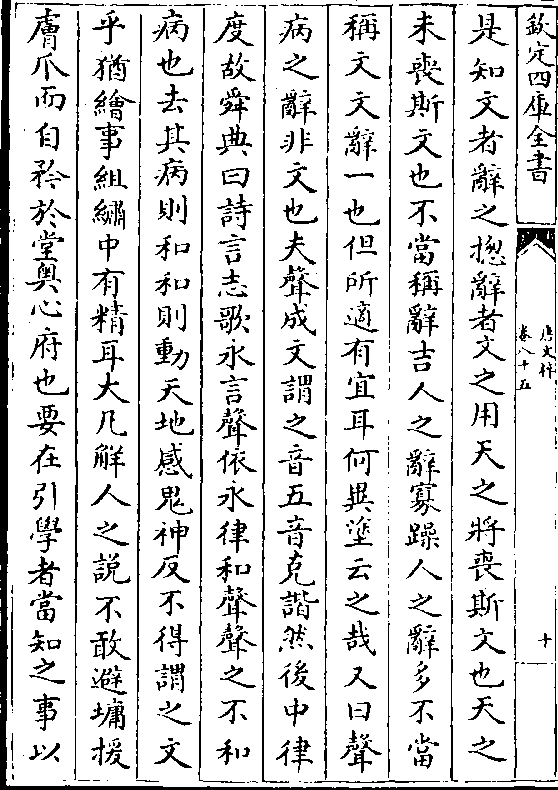 欽定四庫全書
唐文粹
卷八十五
十
是知文者辭之摠辭者文之用天之將喪斯文也天之
未喪斯文也不當稱辭吉人之辭寡躁人之辭多不當
稱文文辭一也但所適有宜耳何異塗云之哉又曰聲
病之辭非文也夫聲成文謂之音五音克諧然後中律
度故舜典曰詩言志歌永言聲依永律和聲聲之不和
病也去其病則和和則動天地感鬼神反不得謂之文
乎猶繪事組繡中有精耳大凡解人之說不敢避墉援
膚爪而自矜於堂奧心府也要在引學者當知之事以